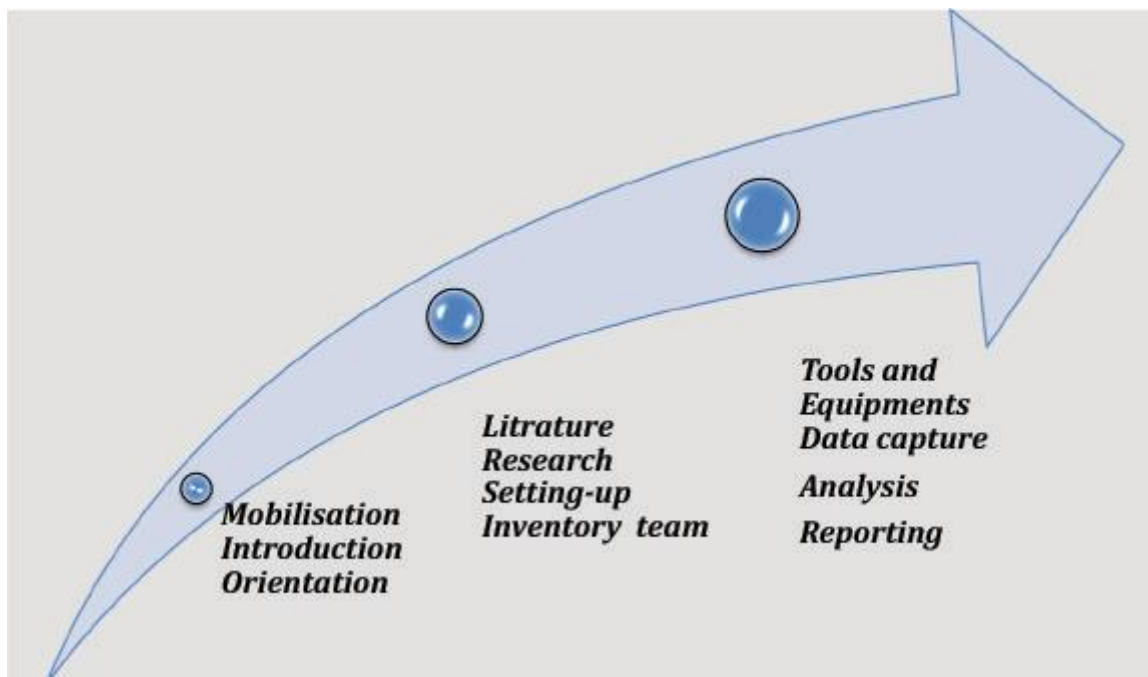 Mobilisation
Introduction
Orientation
Litrature
Research
Setting-up
Inventory team
Tools and
Equipments
Data capture
Analysis
Reporting